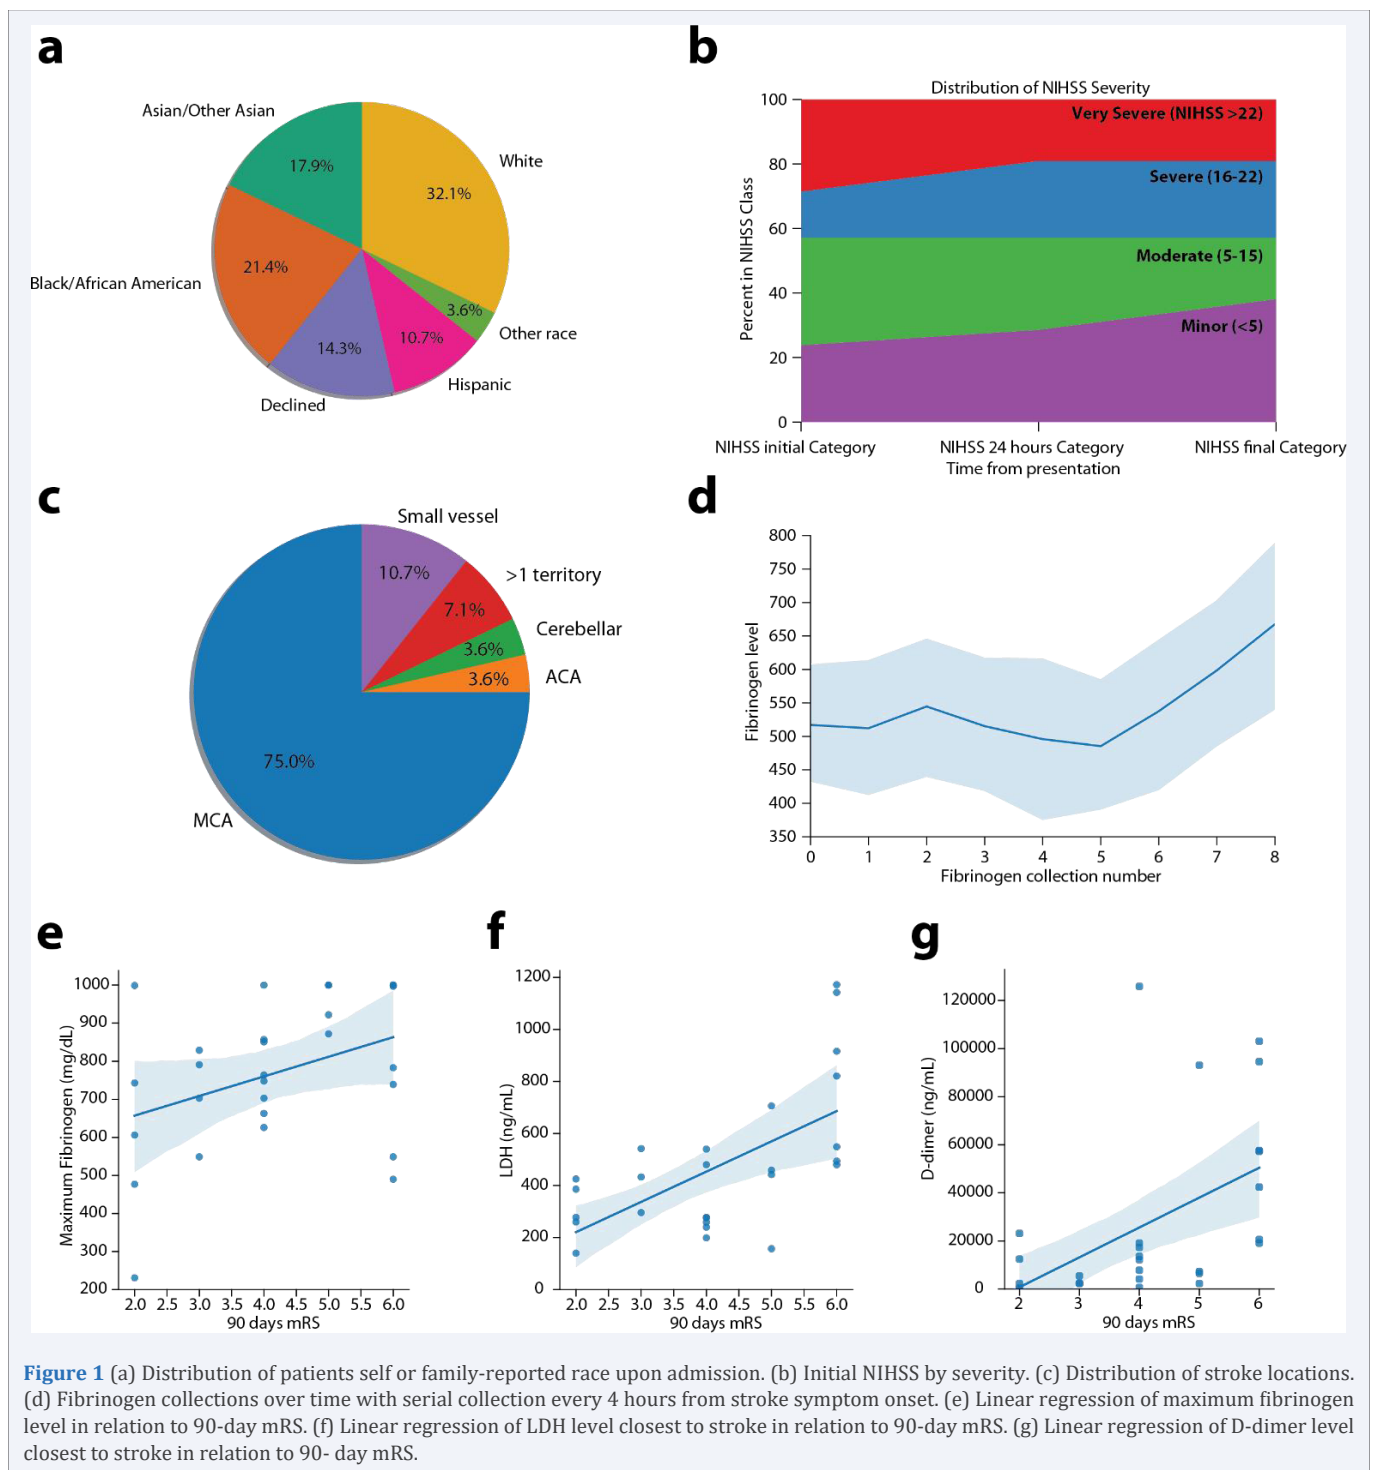 a
Asian/Other Asian
17.9%
White
32.1%
Black/African American
21.4%
3.6%
Other race
14.3%
10.7%
Hispanic
Declined
b
Distribution of NIHSS Severity
100
Very Severe (NIHSS >22)
80
Severe (16-22)
60
Moderate (5-15)
40
Minor (<5)
20
0
Percent in NIHSS Class
NIHSS initial Category
NIHSS 24 hours Category
NIHSS final Category
Time from presentation
c
Small vessel
10.7%
>1 territory
7.1%
Cerebellar
3.6%
ACA
3.6%
75.0%
MCA
d
800
750
700
650
600
550
500
450
400
350
Fibrinogen level
0 1 2 3 4 5 6 7 8
Fibrinogen collection number
e
1000
900
800
700
600
500
400
300
200
Maximum Fibrinogen (mg/dL)
2.0 2.5 3.0 3.5 4.0 4.5 5.0 5.5 6.0
90 days mRS
f
1200
1000
800
600
400
200
0
LDH (ng/mL)
2.0 2.5 3.0 3.5 4.0 4.5 5.0 5.5 6.0
90 days mRS
g
120000
100000
80000
60000
40000
20000
0
D-dimer (ng/mL)
2 3 4 5 6
90 days mRS
Figure 1 (a) Distribution of patients self or family-reported race upon admission. (b) Initial NIHSS by severity. (c) Distribution of stroke locations.
(d) Fibrinogen collections over time with serial collection every 4 hours from stroke symptom onset. (e) Linear regression of maximum fibrinogen
level in relation to 90-day mRS. (f) Linear regression of LDH level closest to stroke in relation to 90-day mRS. (g) Linear regression of D-dimer level
closest to stroke in relation to 90- day mRS.